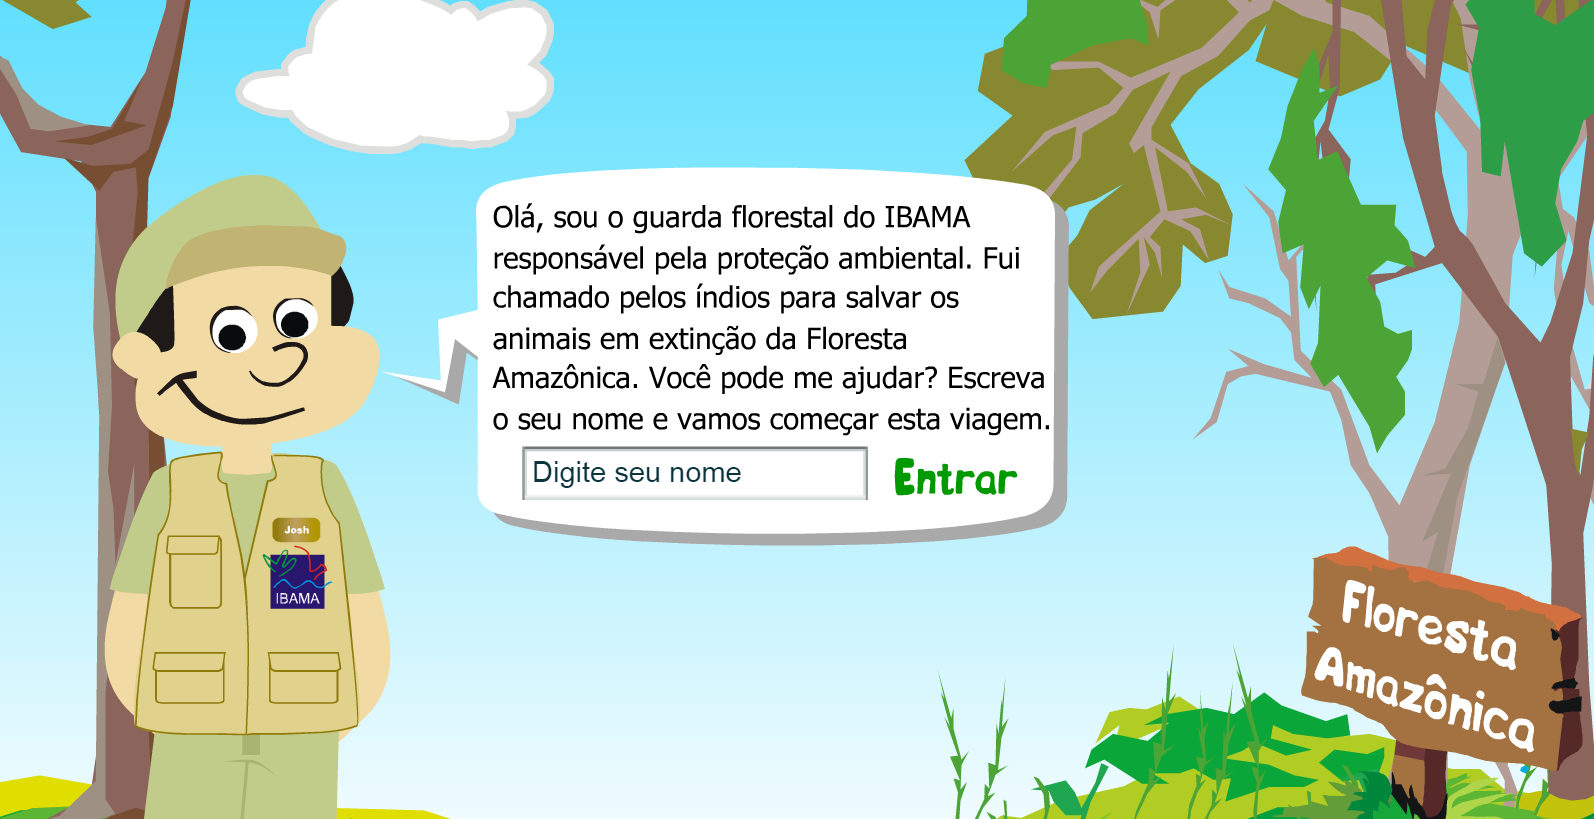 Olá, sou o guarda florestal do IBAMA
responsável pela proteção ambiental. Fui
chamado pelos índios para salvar os
animais em extinção da Floresta
Amazônica. Você pode me ajudar? Escreva
o seu nome e vamos começar esta viagem.
Digite seu nome
Entrar
Josh
IBAMA
Floresta
Amazônica